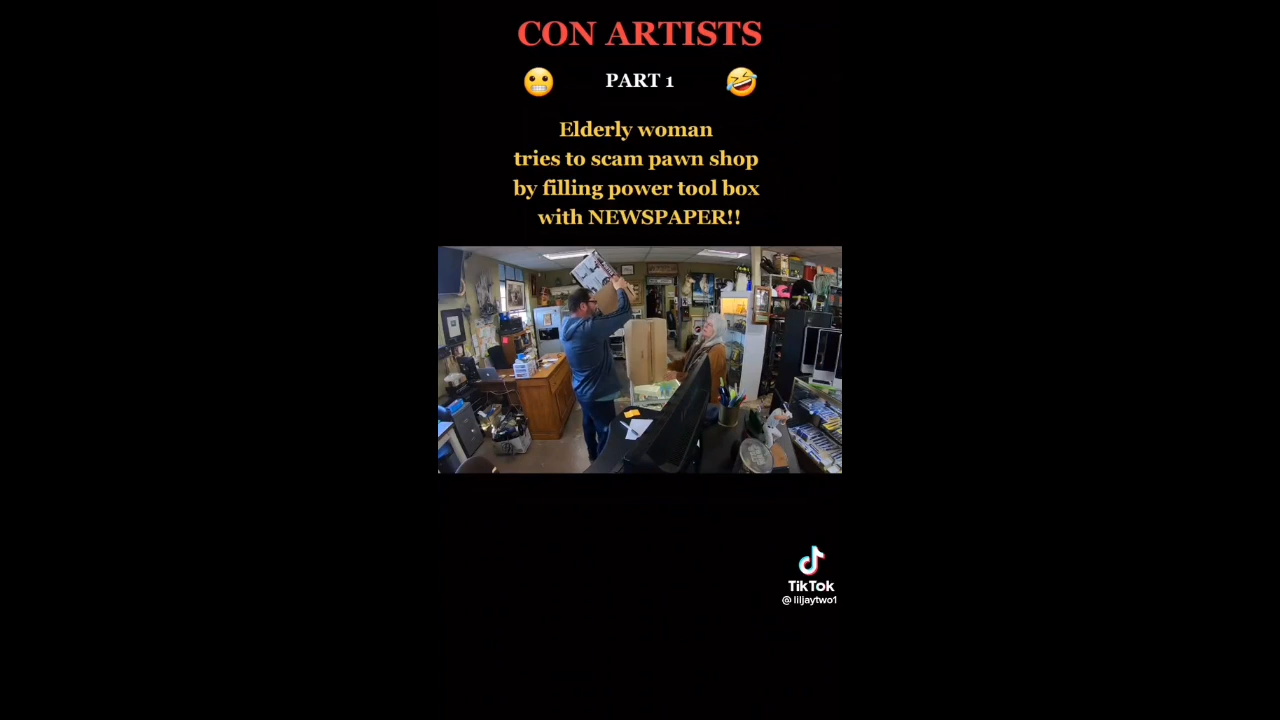 CON ARTISTS
PART 1
Elderly woman
tries to scam pawn shop
by filling power tool box
with NEWSPAPER!!
TikTok
@liljaytwo1